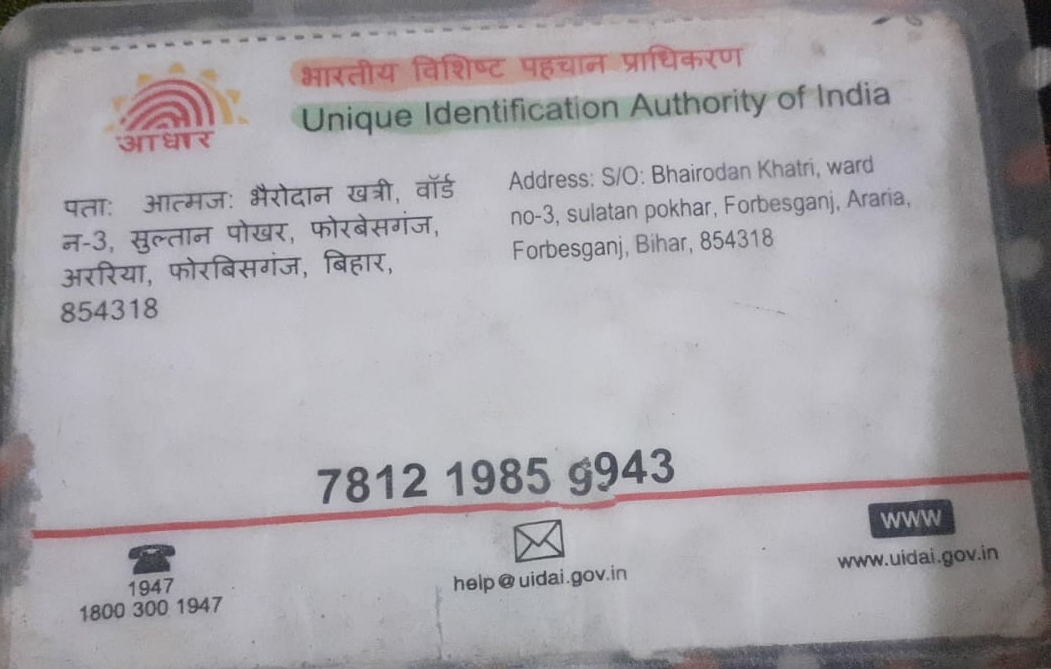 भारतीय विशिष्ट पहचान प्राधिकरण
Unique Identification Authority of India
आधार
पता: आत्मज: भैरोदान खत्री, वॉर्ड
न-3, सुल्तान पोखर, फोरबेसगंज,
अररिया, फोरबिसगंज, बिहार,
854318
Address: S/O: Bhairodan Khatri, ward
no-3, sulatan pokhar, Forbesganj, Araria,
Forbesganj, Bihar, 854318
7812 1985 9943
1947
1800 300 1947
help@uidai.gov.in
www
www.uidai.gov.in